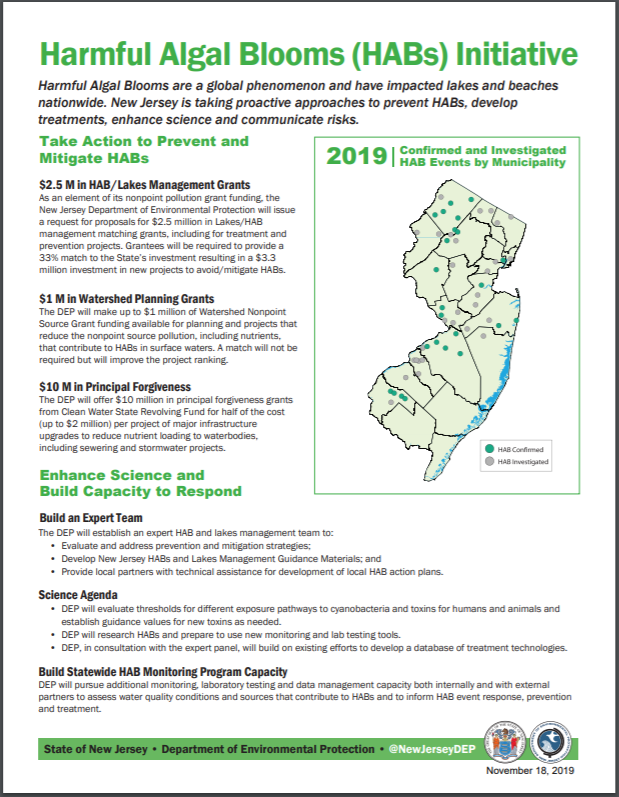 Harmful Algal Blooms (HABs) Initiative
Harmful Algal Blooms are a global phenomenon and have impacted lakes and beaches
nationwide. New Jersey is taking proactive approaches to prevent HABs, develop
treatments, enhance science and communicate risks.
Take Action to Prevent and
Mitigate HABs
$2.5 M in HAB/Lakes Management Grants
As an element of its nonpoint pollution grant funding, the
New Jersey Department of Environmental Protection will issue
a request for proposals for $2.5 million in Lakes/HAB
management matching grants, including for treatment and
prevention projects. Grantees will be required to provide a
33% match to the State's investment resulting in a $3.3
million investment in new projects to avoid/mitigate HABs.
$1 M in Watershed Planning Grants
The DEP will make up to $1 million of Watershed Nonpoint
Source Grant funding available for planning and projects that
reduce the nonpoint source pollution, including nutrients,
that contribute to HABs in surface waters. A match will not be
required but will improve the project ranking.
$10 M in Principal Forgiveness
The DEP will offer $10 million in principal forgiveness grants
from Clean Water State Revolving Fund for half of the cost
(up to $2 million) per project of major infrastructure
upgrades to reduce nutrient loading to waterbodies,
including sewering and stormwater projects.
2019 | Confirmed and Investigated
HAB Events by Municipality
HAB Confirmed
HAB Investigated
Enhance Science and
Build Capacity to Respond
Build an Expert Team
The DEP will establish an expert HAB and lakes management team to:
• Evaluate and address prevention and mitigation strategies;
• Develop New Jersey HABs and Lakes Management Guidance Materials; and
• Provide local partners with technical assistance for development of local HAB action plans.
Science Agenda
• DEP will evaluate thresholds for different exposure pathways to cyanobacteria and toxins for humans and animals and
establish guidance values for new toxins as needed.
• DEP will research HABs and prepare to use new monitoring and lab testing tools.
• DEP, in consultation with the expert panel, will build on existing efforts to develop a database of treatment technologies.
Build Statewide HAB Monitoring Program Capacity
DEP will pursue additional monitoring, laboratory testing and data management capacity both internally and with external
partners to assess water quality conditions and sources that contribute to HABs and to inform HAB event response, prevention
and treatment.
State of New Jersey • Department of Environmental Protection • @NewJerseyDEP
November 18, 2019